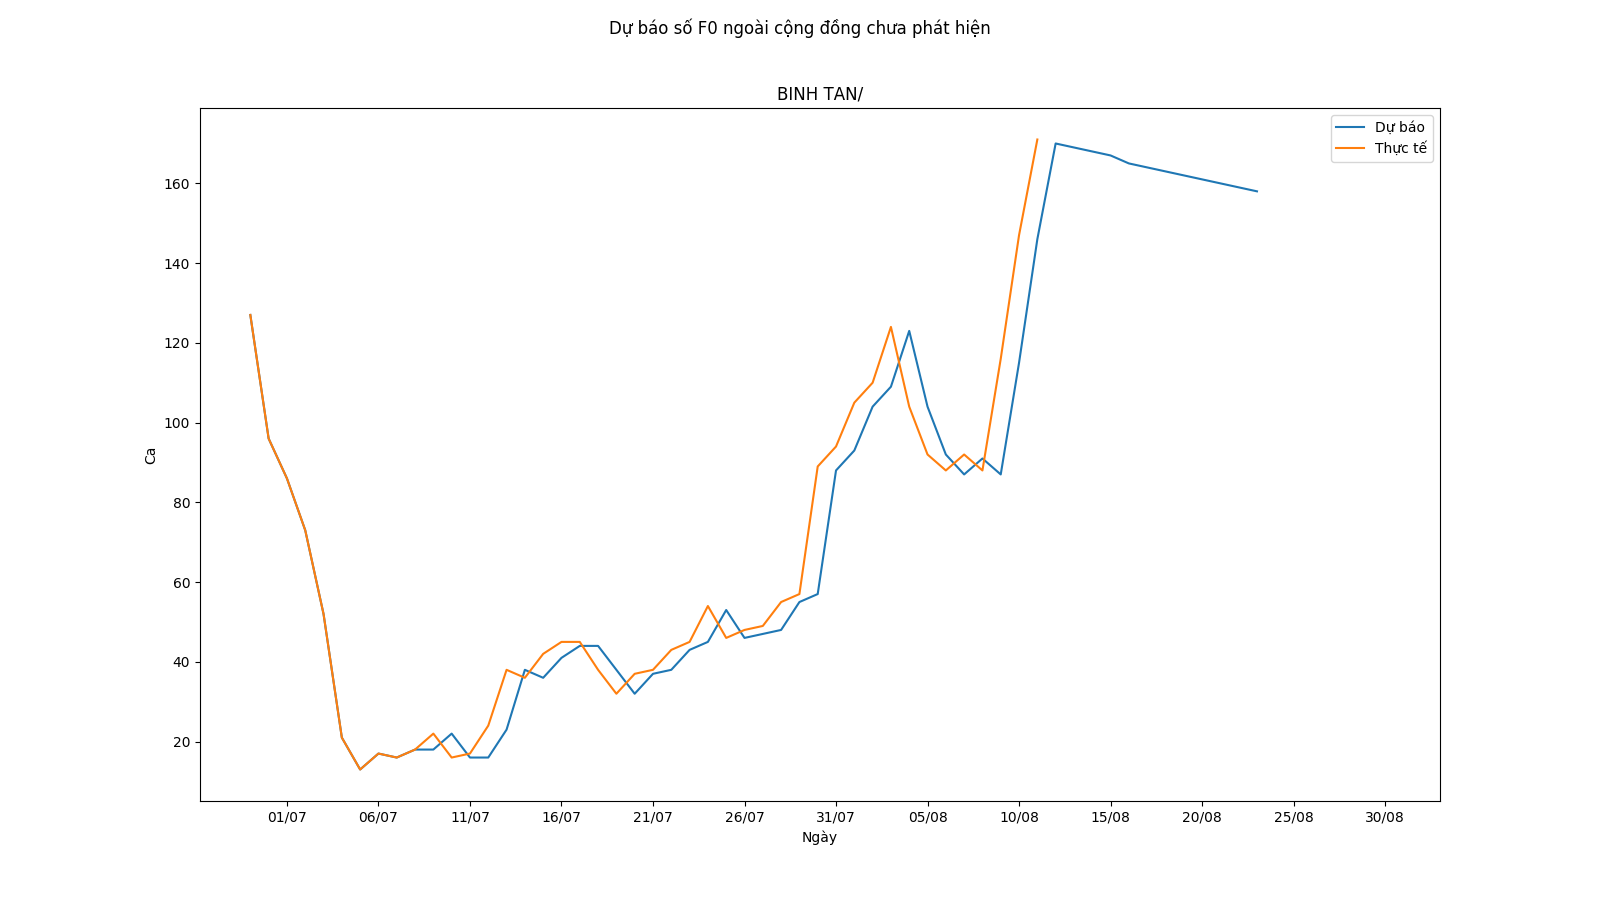 Dự báo số F0 ngoài cộng đồng chưa phát hiện
BINH TAN/
Dự báo
Thực tế
160
140
120
100
80
60
40
20
Ca
01/07 06/07 11/07 16/07 21/07 26/07 31/07 05/08 10/08 15/08 20/08 25/08 30/08
Ngày